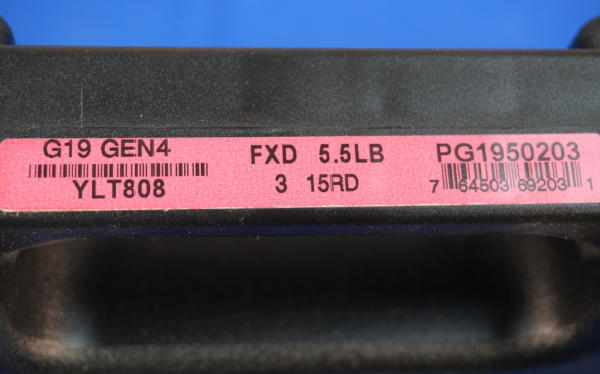 G19 GEN4 FXD 5.5LB PG1950203
YLT808 3 15RD 7 64503 69203 1